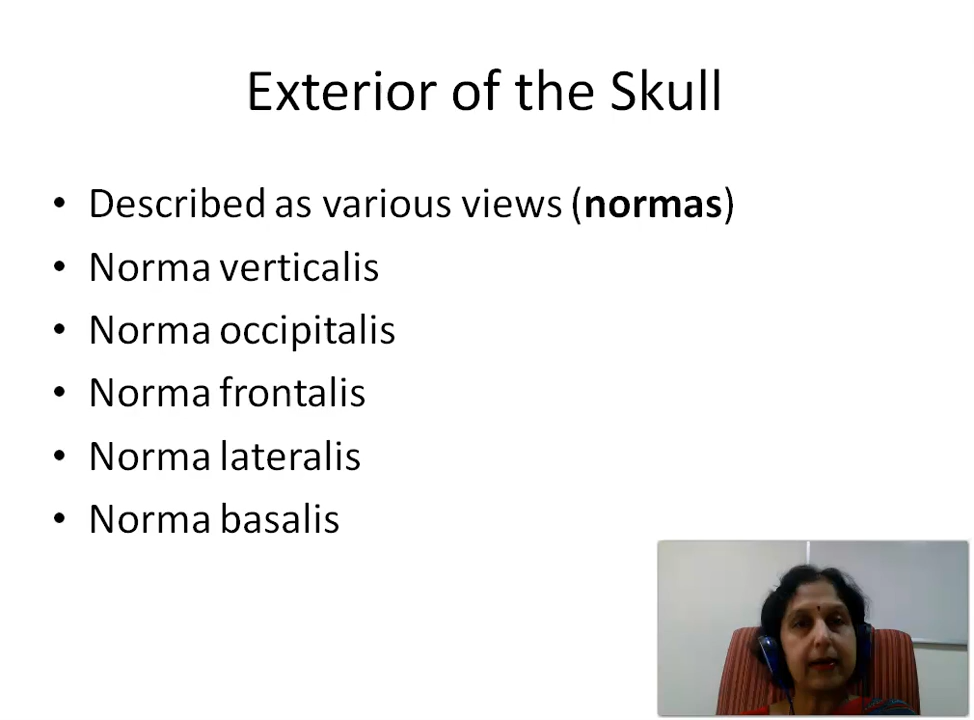 Exterior of the Skull
• Described as various views (normas)
• Norma verticalis
• Norma occipitalis
• Norma frontalis
• Norma lateralis
• Norma basalis